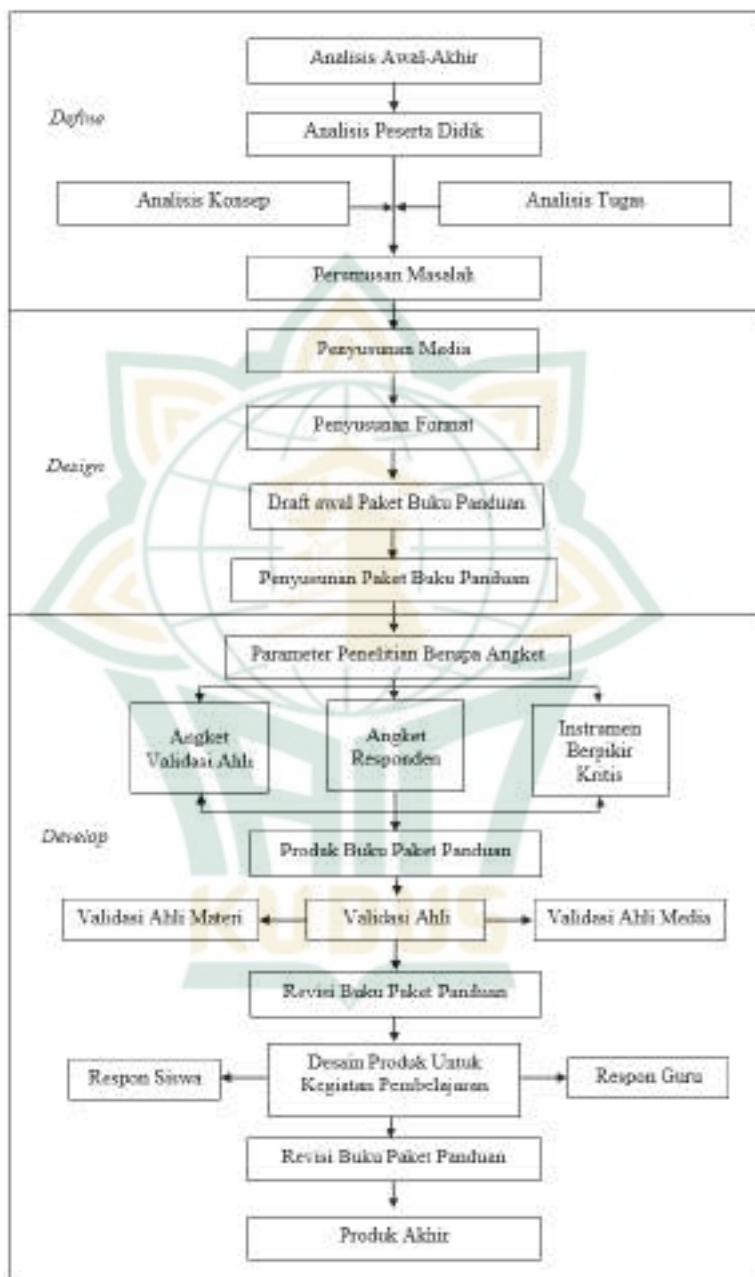 Analisis Awal-Akhir
Define
Analisis Peserta Didik
Analisis Konsep
Analisis Tugas
Perumusan Masalah
Penyusunan Media
Penyusunan Format
Design
Draft awal Paket Buku Panduan
Penyusunan Paket Buku Panduan
Parameter Penelitian Berupa Angket
Angket
Validasi Ahli
Angket
Responden
Instrumen
Berpikir
Kritis
Develop
Produk Buku Paket Panduan
Validasi Ahli Materi
Validasi Ahli
Validasi Ahli Media
KUDUS
Revisi Buku Paket Panduan
Respon Siswa
Desain Produk Untuk
Kegiatan Pembelajaran
Respon Guru
Revisi Buku Paket Panduan
Produk Akhir